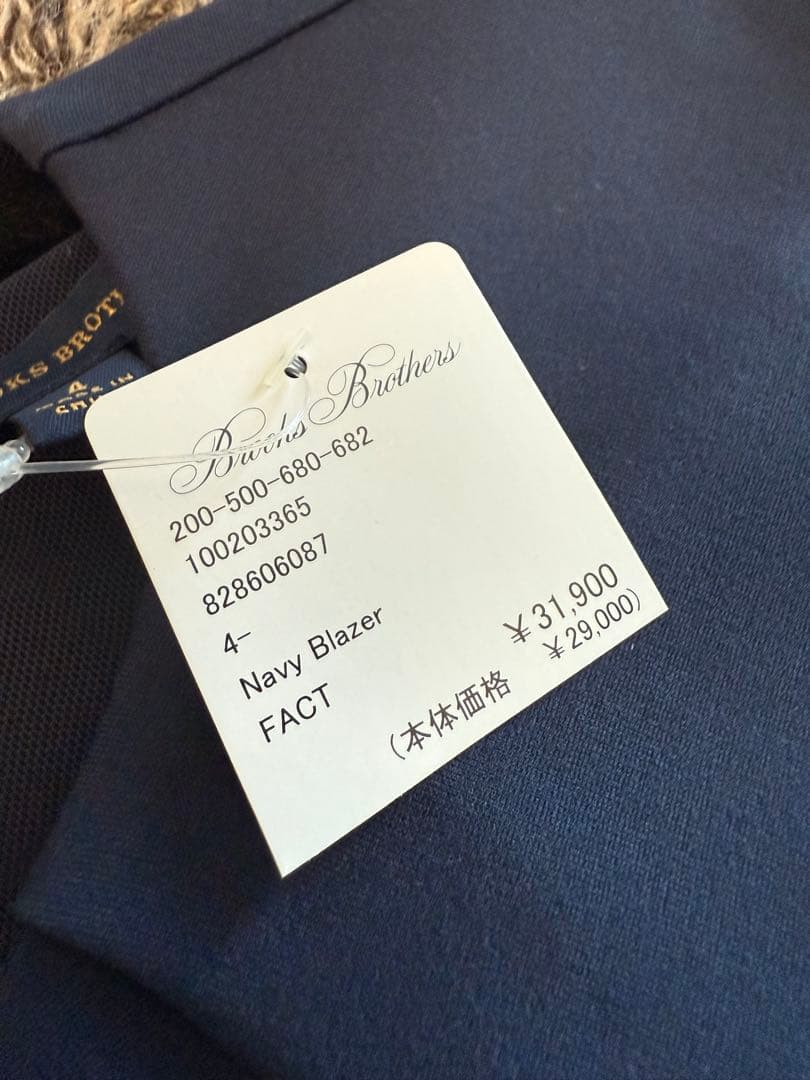 Brooks Brothers
200-500-680-682
100203365
828606087
4-
Navy Blazer
FACT
¥31,900
(本体価格 ¥29,000)
4